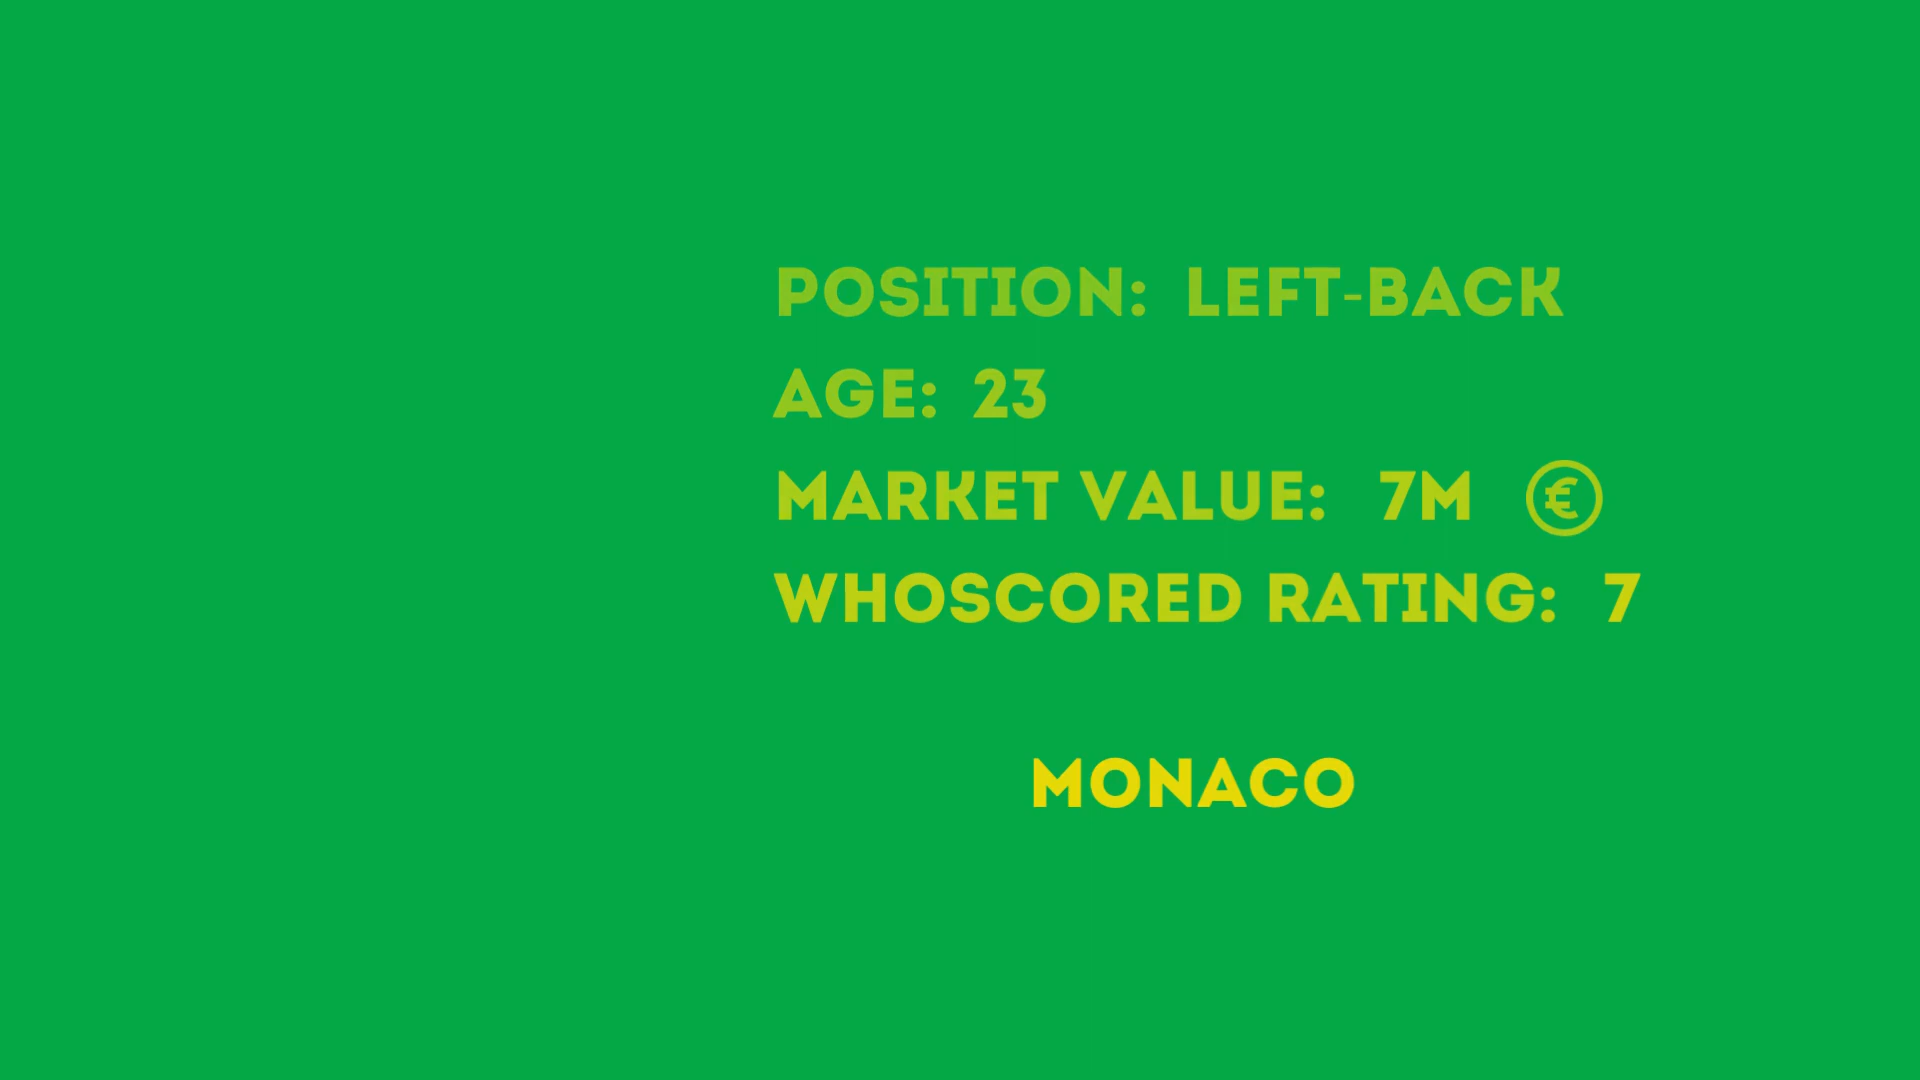 POSITION: LEFT-BACK
AGE: 23
MARKET VALUE: 7M €
WHOSCORED RATING: 7
MONACO